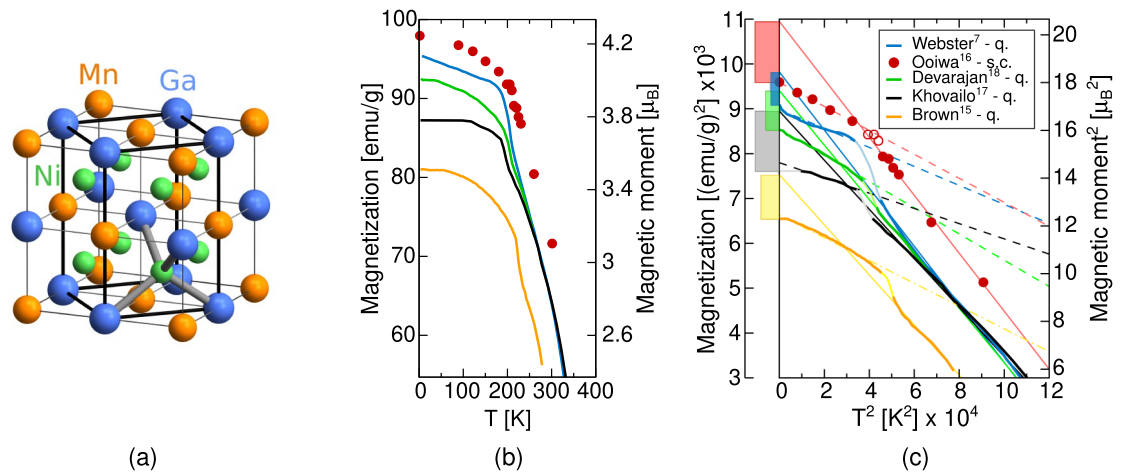 Mn
Ga
Ni
(a)
100
90
80
70
60
Magnetization [emu/g]
4.2
3.8
3.4
3
2.6
Magnetic moment [μB]
0
100
200
300
400
T [K]
(b)
11
10
9
8
7
6
5
4
3
Magnetization [(emu/g)2] x103
Webster7 - q.
Ooiwa16 - s.c.
Devarajan18 - q.
Khovailo17 - q.
Brown15 - q.
20
18
16
14
12
10
8
6
Magnetic moment2 [μB2]
0
2
4
6
8
10
12
T2 [K2] x 104
(c)